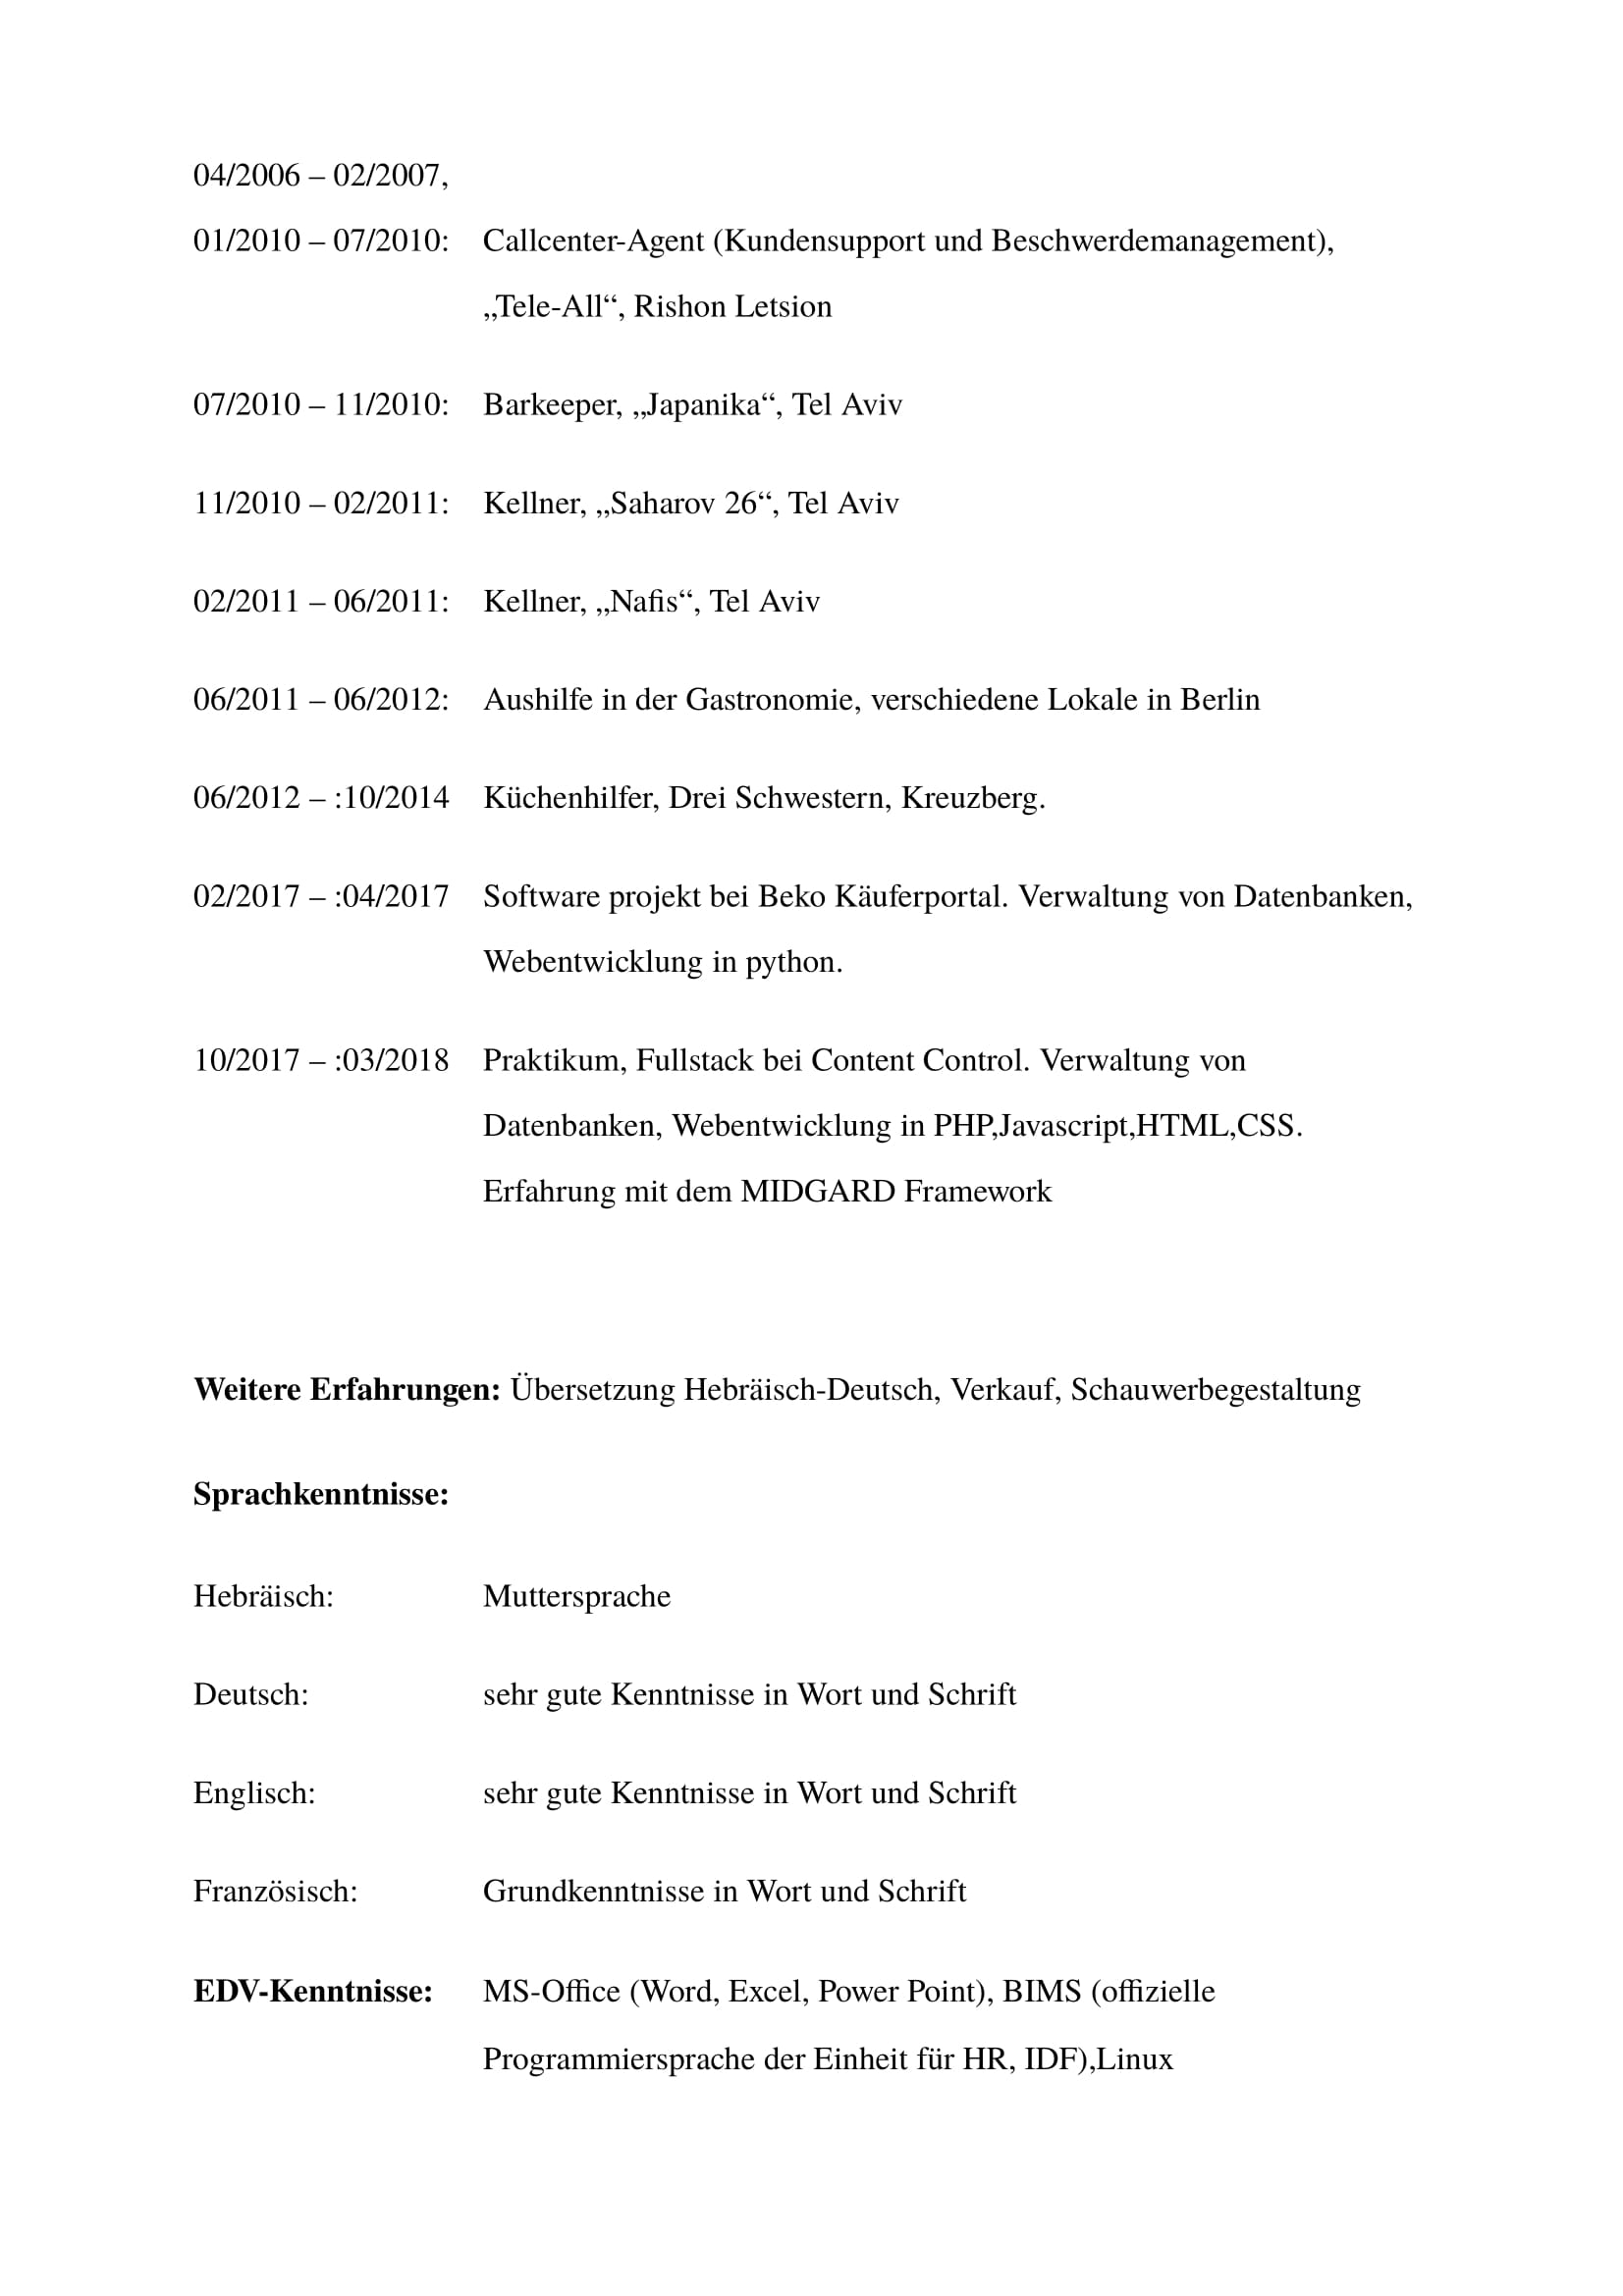 04/2006 – 02/2007,
01/2010 – 07/2010: Callcenter-Agent (Kundensupport und Beschwerdemanagement),
„Tele-All“, Rishon Letsion
07/2010 – 11/2010: Barkeeper, „Japanika“, Tel Aviv
11/2010 – 02/2011: Kellner, „Saharov 26“, Tel Aviv
02/2011 – 06/2011: Kellner, „Nafis“, Tel Aviv
06/2011 – 06/2012: Aushilfe in der Gastronomie, verschiedene Lokale in Berlin
06/2012 – :10/2014 Küchenhilfer, Drei Schwestern, Kreuzberg.
02/2017 – :04/2017 Software projekt bei Beko Käuferportal. Verwaltung von Datenbanken,
Webentwicklung in python.
10/2017 – :03/2018 Praktikum, Fullstack bei Content Control. Verwaltung von
Datenbanken, Webentwicklung in PHP,Javascript,HTML,CSS.
Erfahrung mit dem MIDGARD Framework
Weitere Erfahrungen: Übersetzung Hebräisch-Deutsch, Verkauf, Schauwerbegestaltung
Sprachkenntnisse:
Hebräisch: Muttersprache
Deutsch: sehr gute Kenntnisse in Wort und Schrift
Englisch: sehr gute Kenntnisse in Wort und Schrift
Französisch: Grundkenntnisse in Wort und Schrift
EDV-Kenntnisse: MS-Office (Word, Excel, Power Point), BIMS (offizielle
Programmiersprache der Einheit für HR, IDF),Linux